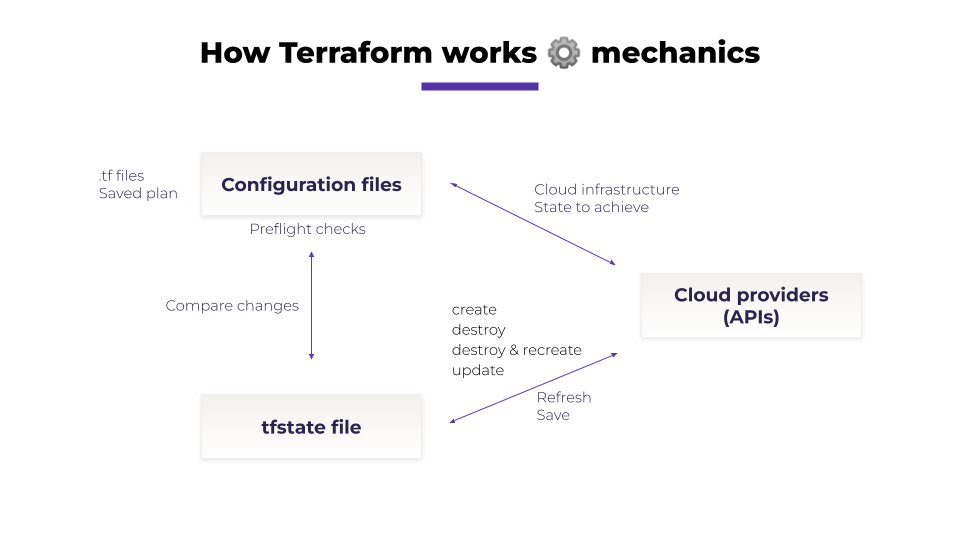 How Terraform works ⚙️ mechanics
.tf files
Saved plan
Configuration files
Preflight checks
Cloud infrastructure
State to achieve
Compare changes
Cloud providers
(APIs)
create
destroy
destroy & recreate
update
Refresh
Save
tfstate file